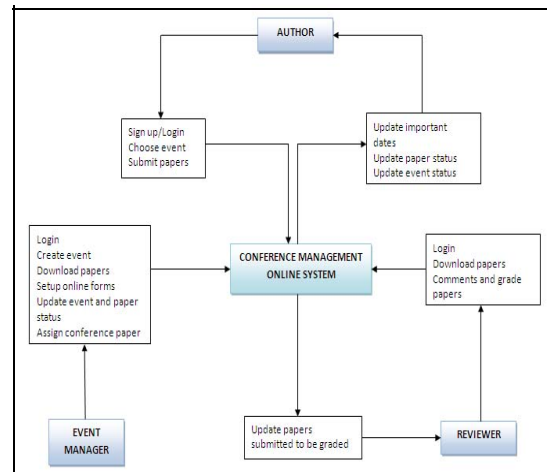 AUTHOR
Sign up/Login
Choose event
Submit papers
Update important
dates
Update paper status
Update event status
Login
Create event
Download papers
Setup online forms
Update event and paper
status
Assign conference paper
CONFERENCE MANAGEMENT
ONLINE SYSTEM
Login
Download papers
Comments and grade
papers
EVENT
MANAGER
Update papers
submitted to be graded
REVIEWER